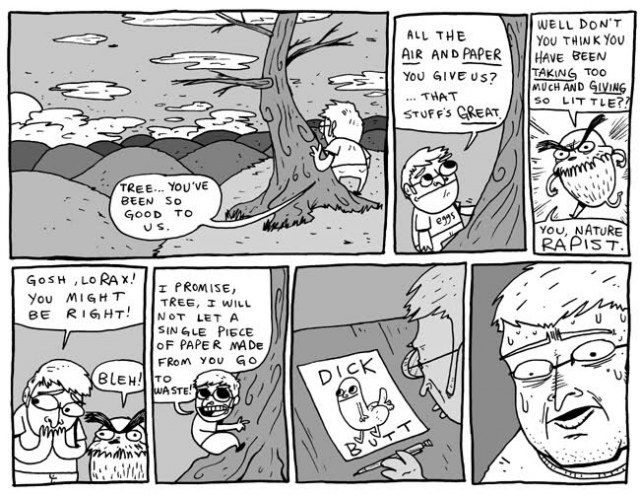 TREE... YOU'VE
BEEN SO
GOOD TO
US.
ALL THE
AIR AND PAPER
YOU GIVE US?
... THAT
STUFF'S GREAT.
eggs
WELL DON'T
YOU THINK YOU
HAVE BEEN
TAKING TOO
MUCH AND GIVING
SO LITTLE??
YOU, NATURE
RAPIST.
GOSH, LORAX!
YOU MIGHT
BE RIGHT!
BLEH!
I PROMISE,
TREE, I WILL
NOT LET A
SINGLE PIECE
OF PAPER MADE
FROM YOU GO
TO
WASTE!
DICK
BUTT